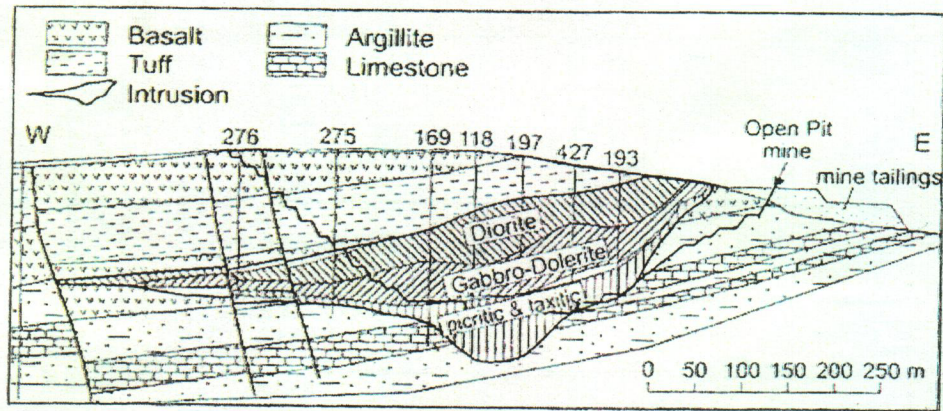 Basalt
Argillite
Tuff
Limestone
Intrusion
W
276 275 169 118 197 427 193
Open Pit
mine
E
mine tailings
Diorite
Gabbro-Dolerite
picritic & taxitic
0 50 100 150 200 250 m